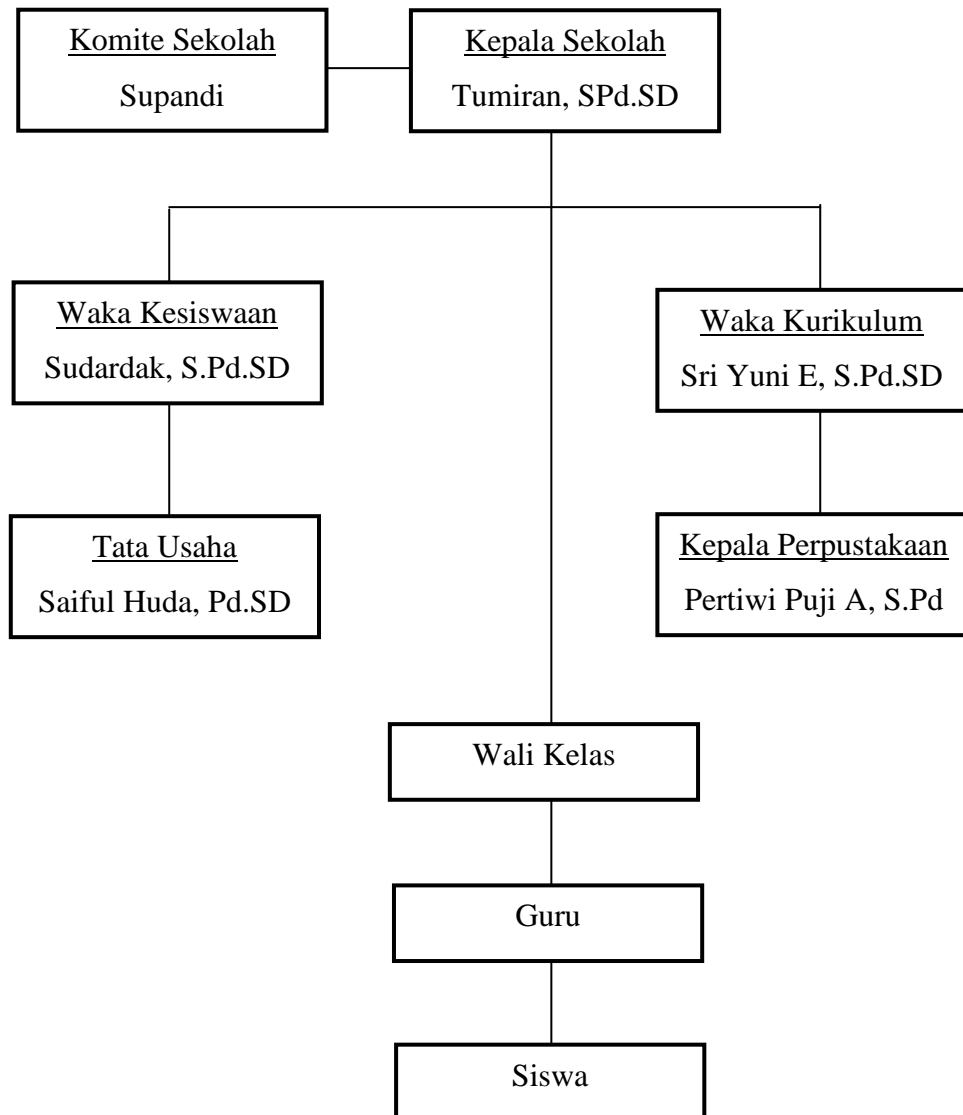 Komite Sekolah
Supandi
Kepala Sekolah
Tumiran, SPd.SD
Waka Kesiswaan
Sudardak, S.Pd.SD
Waka Kurikulum
Sri Yuni E, S.Pd.SD
Tata Usaha
Saiful Huda, Pd.SD
Kepala Perpustakaan
Pertiwi Puji A, S.Pd
Wali Kelas
Guru
Siswa